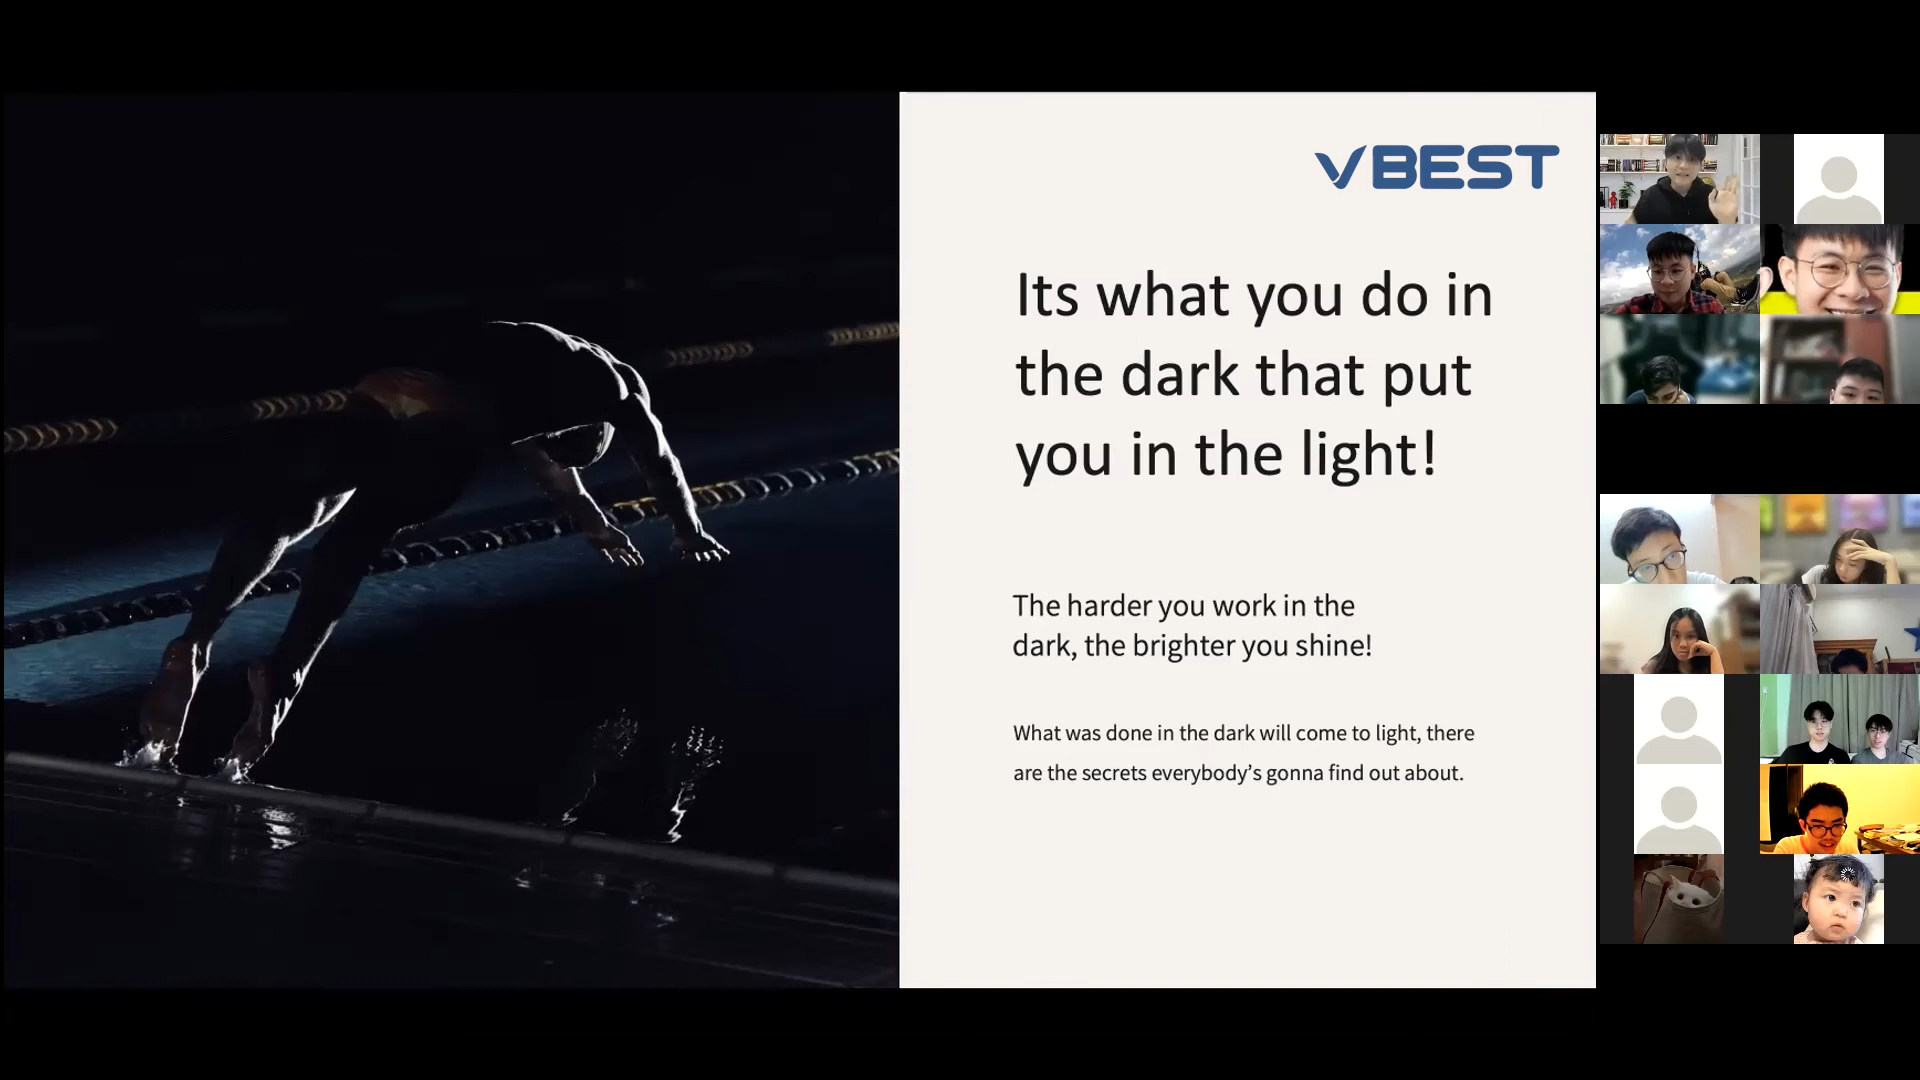 VBEST
Its what you do in
the dark that put
you in the light!
The harder you work in the
dark, the brighter you shine!
What was done in the dark will come to light, there
are the secrets everybody’s gonna find out about.